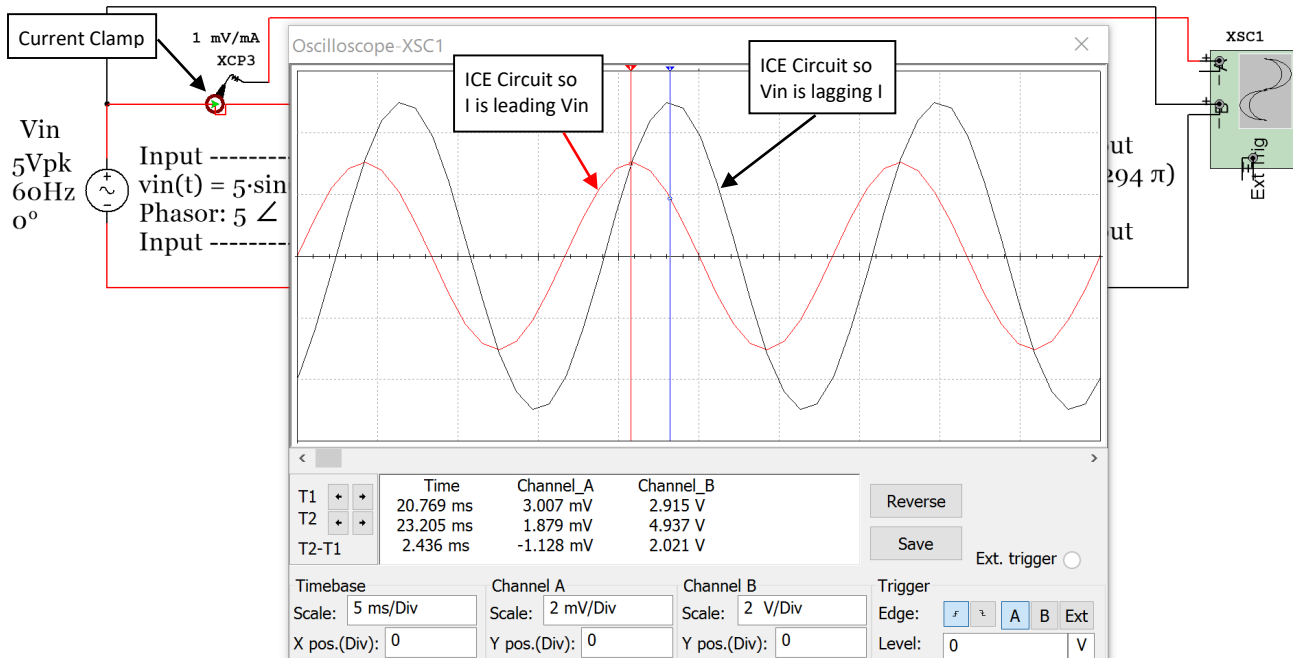 Current Clamp
1 mV/mA
XCP3
Oscilloscope-XSC1
XSC1
ICE Circuit so
I is leading Vin
ICE Circuit so
Vin is lagging I
A
B
Ext Trig
Vin
5Vpk
60Hz
0°
Input --------
vin(t) = 5·sin
Phasor: 5 ∠
Input --------
ut
294 π)
ut
Time Channel_A Channel_B
T1 20.769 ms 3.007 mV 2.915 V
T2 23.205 ms 1.879 mV 4.937 V
T2-T1 2.436 ms -1.128 mV 2.021 V
Reverse
Save
Ext. trigger
Timebase Channel A Channel B Trigger
Scale: 5 ms/Div Scale: 2 mV/Div Scale: 2 V/Div Edge: A B Ext
X pos.(Div): 0 Y pos.(Div): 0 Y pos.(Div): 0 Level: 0 V